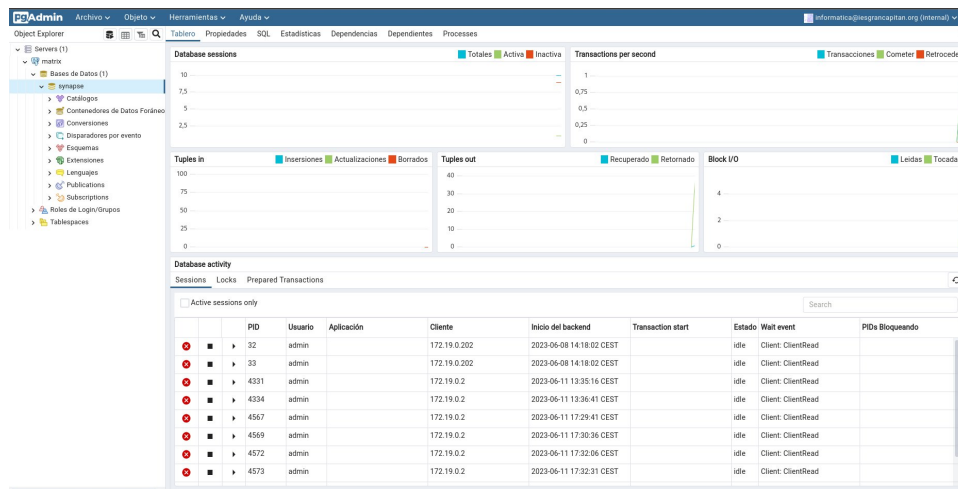 pgAdmin Archivo Objeto Herramientas Ayuda informatica@iesgrancapitan.org (internal)
Object Explorer
Tablero Propiedades SQL Estadísticas Dependencias Dependientes Processes
Servers (1)
matrix
Bases de Datos (1)
synapse
Catálogos
Contenedores de Datos Foráneo
Conversiones
Disparadores por evento
Esquemas
Extensiones
Lenguajes
Publications
Subscriptions
Roles de Login/Grupos
Tablespaces
Database sessions Totales Activa Inactiva
10
7,5
5
2,5
Transactions per second Transacciones Cometer Retrocede
1
0,75
0,5
0,25
0
Tuples in Inserciones Actualizaciones Borrados
100
75
50
25
0
Tuples out Recuperado Retornado
40
30
20
10
0
Block I/O Leidas Tocada
4
2
0
Database activity
Sessions Locks Prepared Transactions
Active sessions only Search
PID Usuario Aplicación Cliente Inicio del backend Transaction start Estado Wait event PIDs Bloqueando
32 admin 172.19.0.202 2023-06-08 14:18:02 CEST idle Client: ClientRead
33 admin 172.19.0.202 2023-06-08 14:18:02 CEST idle Client: ClientRead
4331 admin 172.19.0.2 2023-06-11 13:35:16 CEST idle Client: ClientRead
4334 admin 172.19.0.2 2023-06-11 13:36:41 CEST idle Client: ClientRead
4567 admin 172.19.0.2 2023-06-11 17:29:41 CEST idle Client: ClientRead
4569 admin 172.19.0.2 2023-06-11 17:30:36 CEST idle Client: ClientRead
4572 admin 172.19.0.2 2023-06-11 17:32:06 CEST idle Client: ClientRead
4573 admin 172.19.0.2 2023-06-11 17:32:31 CEST idle Client: ClientRead